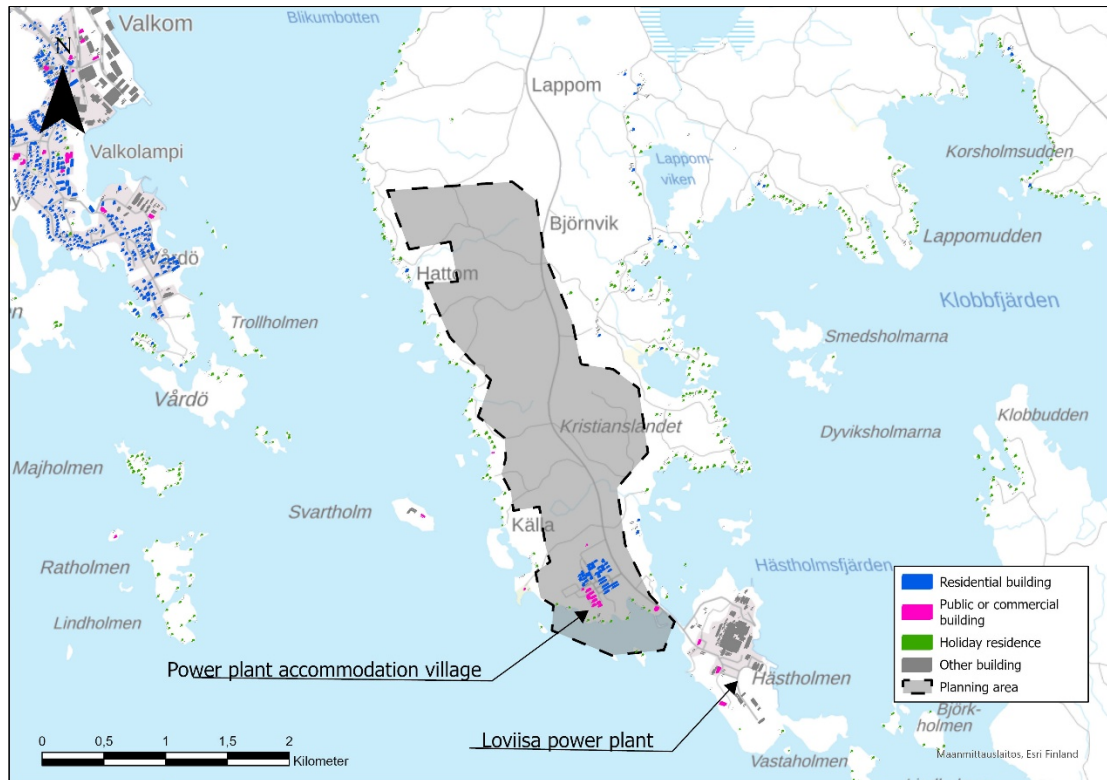 Blikumbotten
Valkom
N
Lappom
Valkolampi
Lappom-
viken
Korsholmsudden
Björnvik
Lappomudden
Vårdö
Hattom
Klobbfjärden
Trollholmen
Smedsholmarna
Vårdö
Kristianslandet
Klobbudden
Dyviksholmarna
Majholmen
Svartholm
Källa
Ratholmen
Hästholmsfjärden
Lindholmen
Residential building
Public or commercial
building
Holiday residence
Other building
Planning area
Power plant accommodation village
Hästholmen
Björk-
holmen
Loviisa power plant
0 0,5 1 1,5 2
Kilometer
Vastaholmen
Maanmittauslaitos, Esri Finland